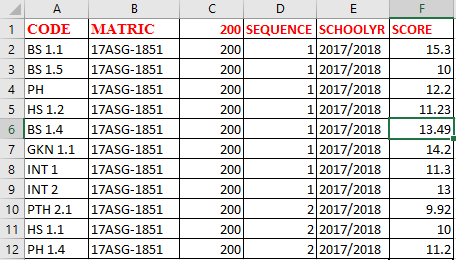 A B C D E F
1 CODE MATRIC 200 SEQUENCE SCHOOLYR SCORE
2 BS 1.1 17ASG-1851 200 1 2017/2018 15.3
3 BS 1.5 17ASG-1851 200 1 2017/2018 10
4 PH 17ASG-1851 200 1 2017/2018 12.2
5 HS 1.2 17ASG-1851 200 1 2017/2018 11.23
6 BS 1.4 17ASG-1851 200 1 2017/2018 13.49
7 GKN 1.1 17ASG-1851 200 1 2017/2018 14.2
8 INT 1 17ASG-1851 200 1 2017/2018 11.3
9 INT 2 17ASG-1851 200 1 2017/2018 13
10 PTH 2.1 17ASG-1851 200 2 2017/2018 9.92
11 HS 1.1 17ASG-1851 200 2 2017/2018 10
12 PH 1.4 17ASG-1851 200 2 2017/2018 11.2